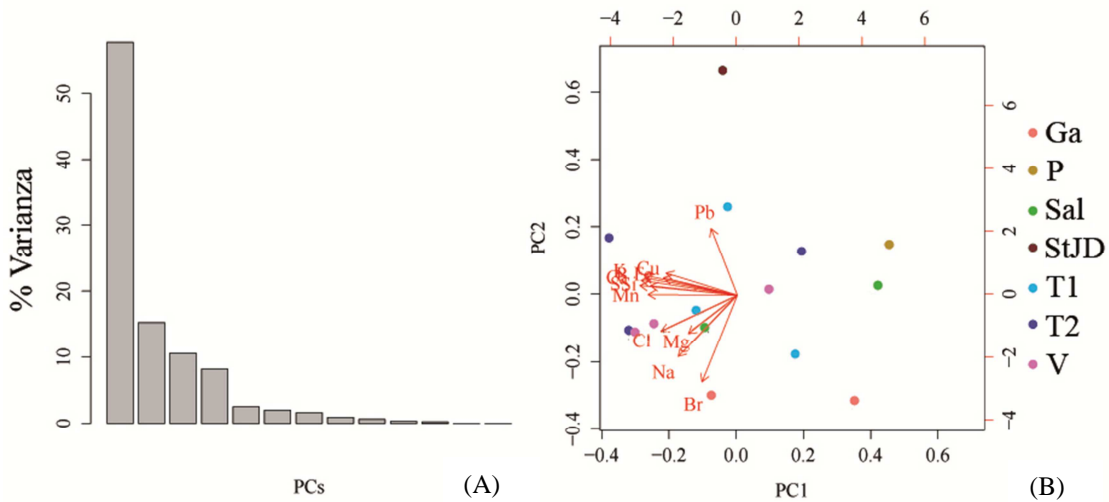 % Varianza
50
40
30
20
10
0
PCs
(A)
−4 −2 0 2 4 6
PC2
0.6
0.4
0.2
0.0
−0.2
−0.4
6
4
2
0
−2
−4
Pb
Cu
K
Mn
Cl
Mg
Na
Br
−0.4 −0.2 0.0 0.2 0.4 0.6
PC1
Ga
P
Sal
StJD
T1
T2
V
(B)